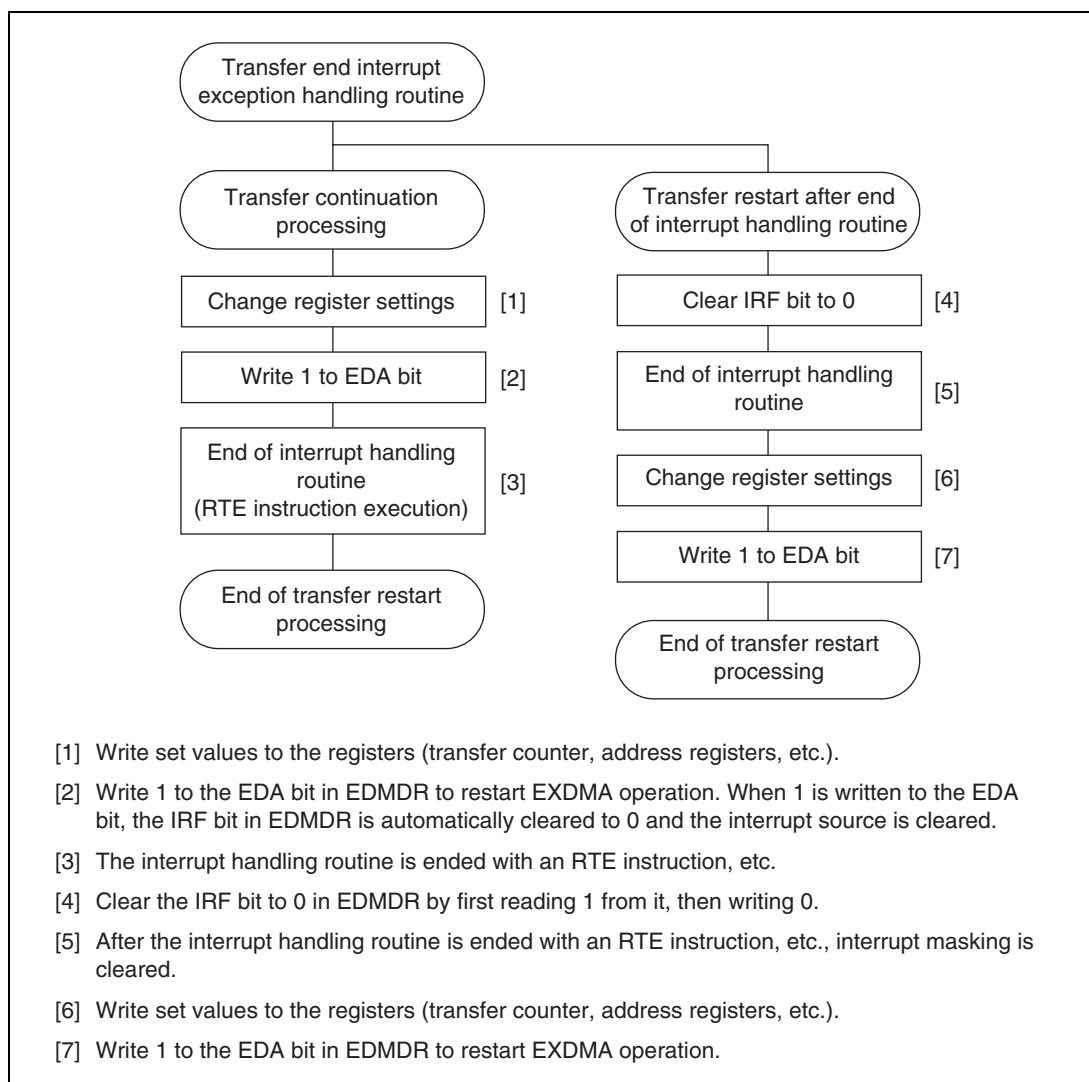 Transfer end interrupt
exception handling routine
Transfer continuation
processing
Change register settings [1]
Write 1 to EDA bit [2]
End of interrupt handling
routine
(RTE instruction execution) [3]
End of transfer restart
processing
Transfer restart after end
of interrupt handling routine
Clear IRF bit to 0 [4]
End of interrupt handling
routine [5]
Change register settings [6]
Write 1 to EDA bit [7]
End of transfer restart
processing
[1] Write set values to the registers (transfer counter, address registers, etc.).
[2] Write 1 to the EDA bit in EDMDR to restart EXDMA operation. When 1 is written to the EDA
bit, the IRF bit in EDMDR is automatically cleared to 0 and the interrupt source is cleared.
[3] The interrupt handling routine is ended with an RTE instruction, etc.
[4] Clear the IRF bit to 0 in EDMDR by first reading 1 from it, then writing 0.
[5] After the interrupt handling routine is ended with an RTE instruction, etc., interrupt masking is
cleared.
[6] Write set values to the registers (transfer counter, address registers, etc.).
[7] Write 1 to the EDA bit in EDMDR to restart EXDMA operation.